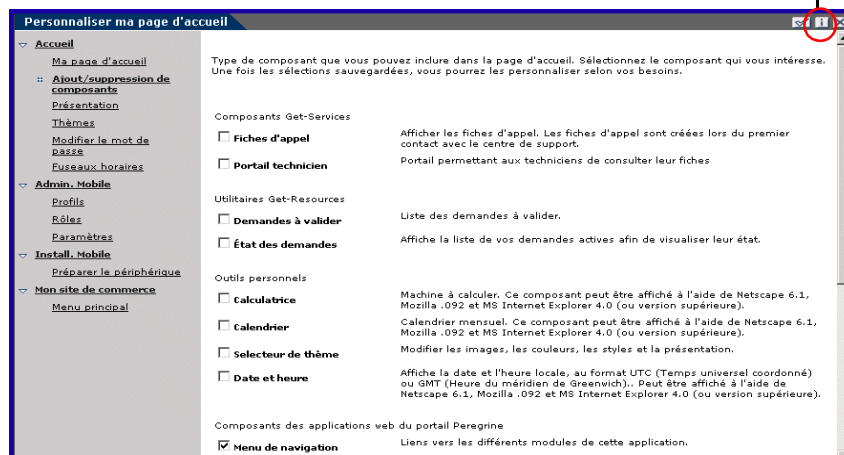 Personnaliser ma page d'accueil
Accueil
Ma page d'accueil
Ajout/suppression de
composants
Présentation
Thèmes
Modifier le mot de
passe
Fuseaux horaires
Admin. Mobile
Profils
Rôles
Paramètres
Install. Mobile
Préparer le périphérique
Mon site de commerce
Menu principal
Type de composant que vous pouvez inclure dans la page d'accueil. Sélectionnez le composant qui vous intéresse.
Une fois les sélections sauvegardées, vous pourrez les personnaliser selon vos besoins.
Composants Get-Services
Fiches d'appel
Afficher les fiches d'appel. Les fiches d'appel sont créées lors du premier
contact avec le centre de support.
Portail technicien
Portail permettant aux techniciens de consulter leur fiches
Utilitaires Get-Resources
Demandes à valider
Liste des demandes à valider.
État des demandes
Affiche la liste de vos demandes actives afin de visualiser leur état.
Outils personnels
Calculatrice
Machine à calculer. Ce composant peut être affiché à l'aide de Netscape 6.1,
Mozilla .092 et MS Internet Explorer 4.0 (ou version supérieure).
Calendrier
Calendrier mensuel. Ce composant peut être affiché à l'aide de Netscape 6.1,
Mozilla .092 et MS Internet Explorer 4.0 (ou version supérieure).
Selecteur de thème
Modifier les images, les couleurs, les styles et la présentation.
Date et heure
Affiche la date et l'heure locale, au format UTC (Temps universel coordonné)
ou GMT (Heure du méridien de Greenwich).. Peut être affiché à l'aide de
Netscape 6.1, Mozilla .092 et MS Internet Explorer 4.0 (ou version supérieure).
Composants des applications web du portail Peregrine
Menu de navigation
Liens vers les différents modules de cette application.